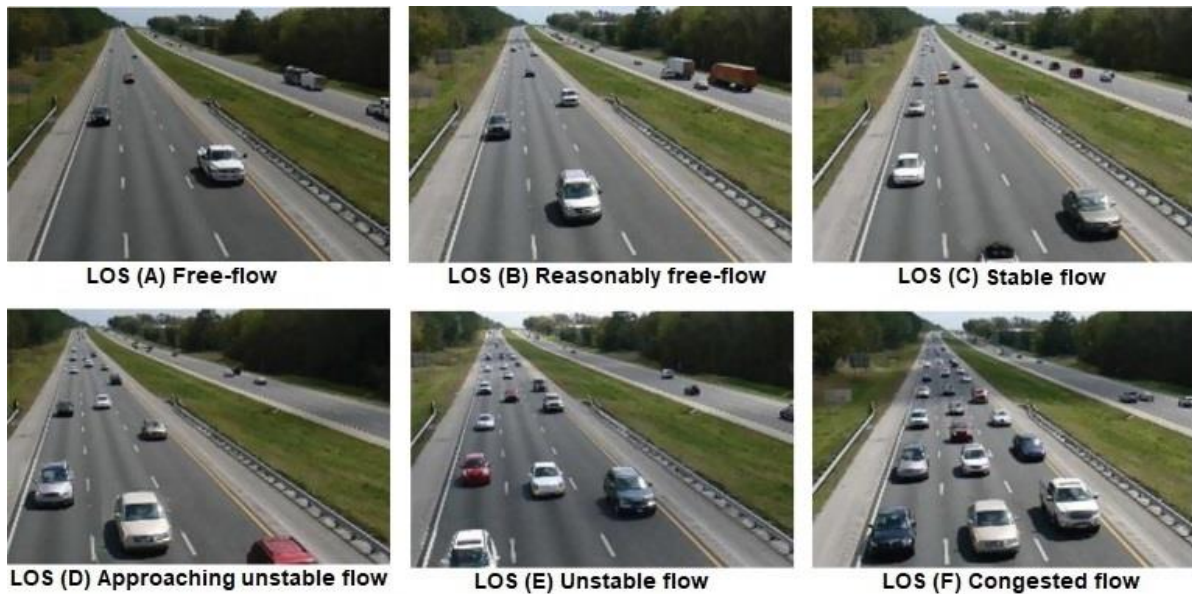 LOS (A) Free-flow
LOS (B) Reasonably free-flow
LOS (C) Stable flow
LOS (D) Approaching unstable flow
LOS (E) Unstable flow
LOS (F) Congested flow